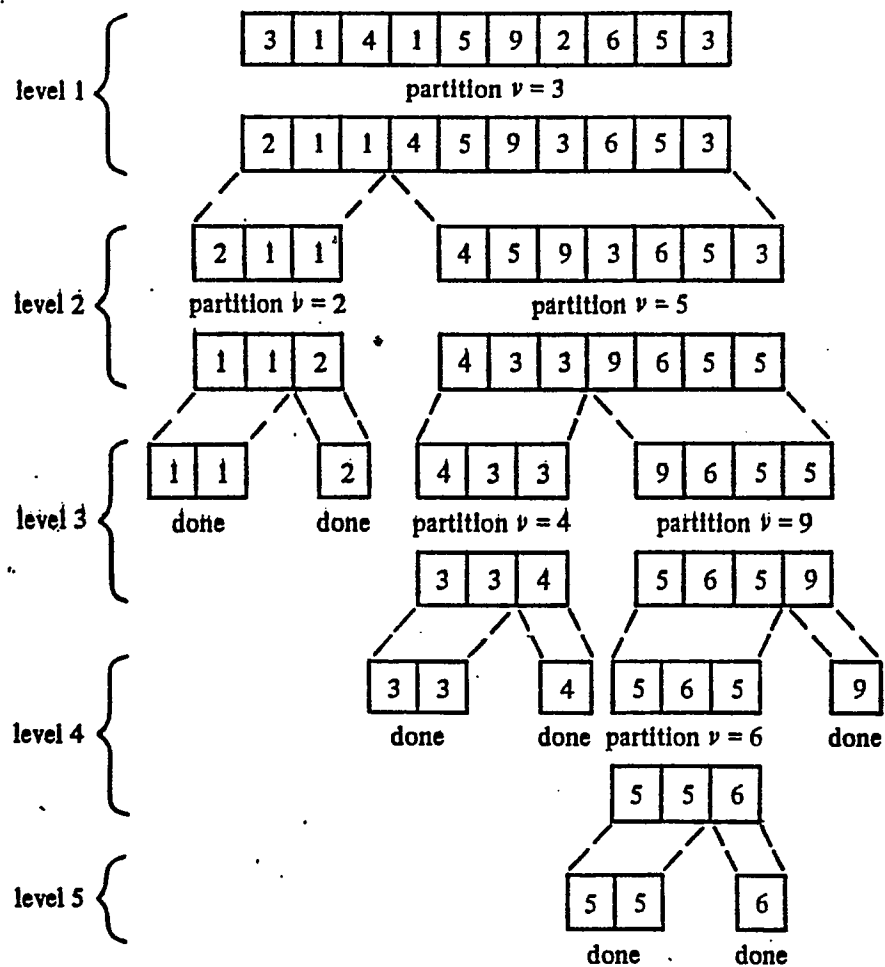 3 1 4 1 5 9 2 6 5 3
level 1
partition v = 3
2 1 1 4 5 9 3 6 5 3
2 1 1
4 5 9 3 6 5 3
level 2
partition v = 2
partition v = 5
1 1 2
4 3 3 9 6 5 5
1 1
2
4 3 3
9 6 5 5
level 3
done
done
partition v = 4
partition v = 9
3 3 4
5 6 5 9
3 3
4
5 6 5
9
level 4
done
done
partition v = 6
done
5 5 6
level 5
5 5
6
done
done